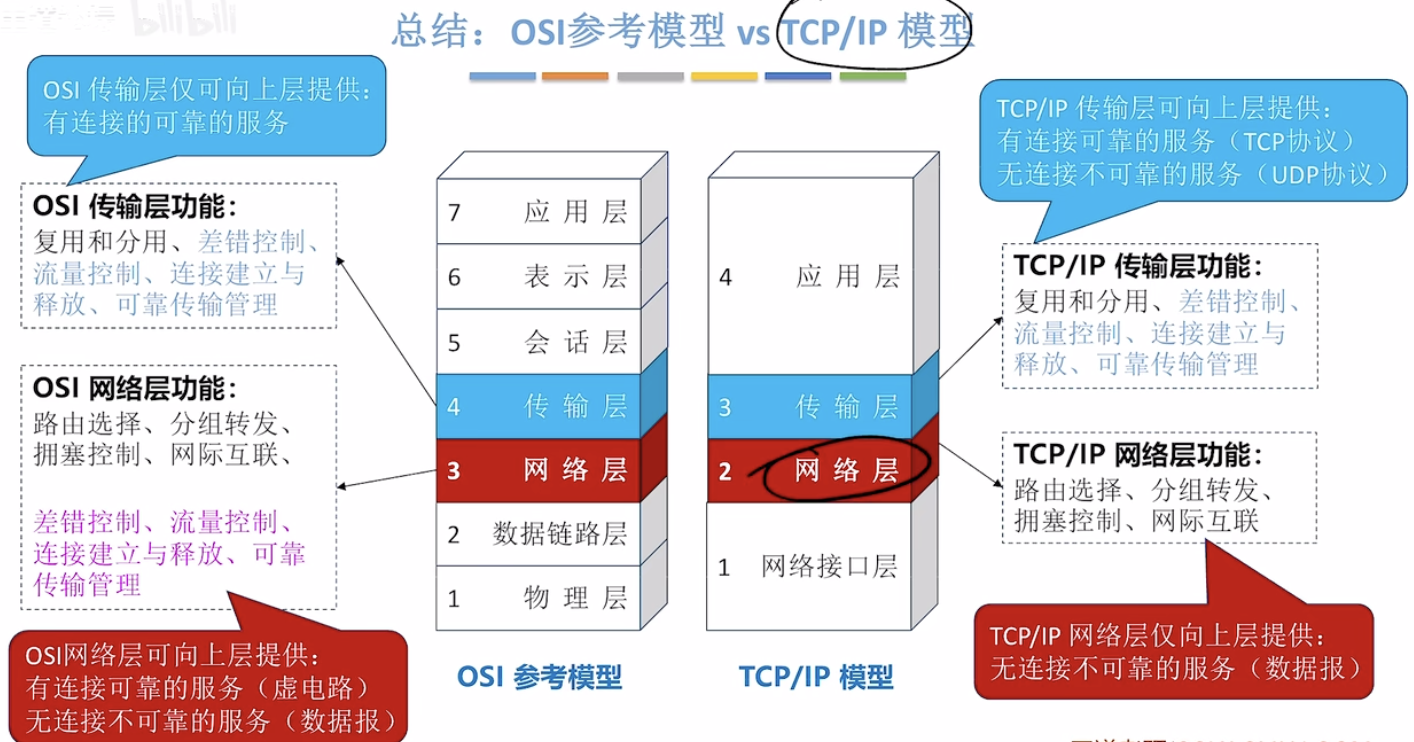 bilibili
总结：OSI参考模型 vs TCP/IP 模型
OSI 传输层仅可向上层提供：
有连接的可靠的服务
OSI 传输层功能：
复用和分用、差错控制、
流量控制、连接建立与
释放、可靠传输管理
OSI 网络层功能：
路由选择、分组转发、
拥塞控制、网际互联、
差错控制、流量控制、
连接建立与释放、可靠
传输管理
OSI网络层可向上层提供：
有连接可靠的服务（虚电路）
无连接不可靠的服务（数据报）
7 应用层
6 表示层
5 会话层
4 传输层
3 网络层
2 数据链路层
1 物理层
OSI 参考模型
4 应用层
3 传输层
2 网络层
1 网络接口层
TCP/IP 模型
TCP/IP 传输层可向上层提供：
有连接可靠的服务（TCP协议）
无连接不可靠的服务（UDP协议）
TCP/IP 传输层功能：
复用和分用、差错控制、
流量控制、连接建立与
释放、可靠传输管理
TCP/IP 网络层功能：
路由选择、分组转发、
拥塞控制、网际互联
TCP/IP 网络层仅向上层提供：
无连接不可靠的服务（数据报）